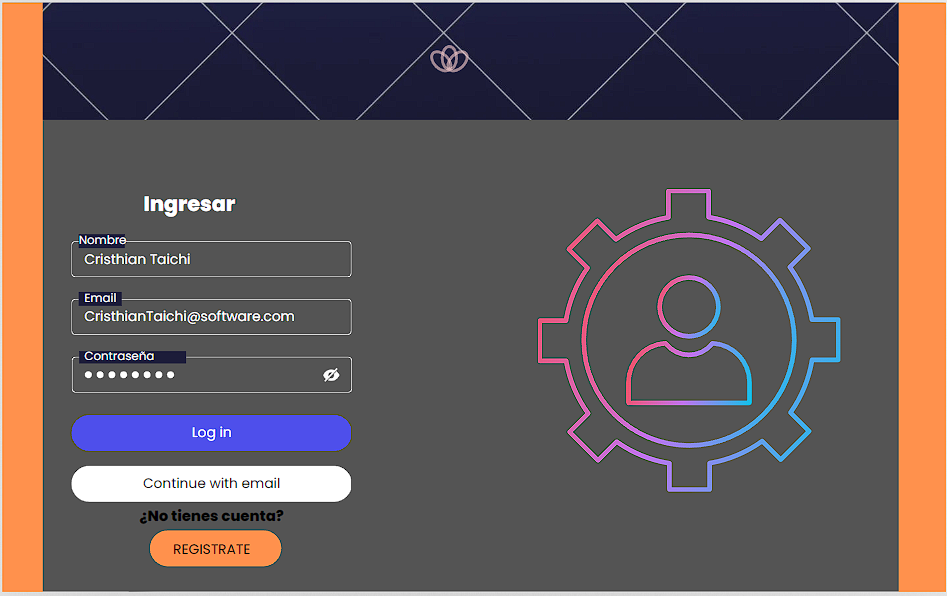 Ingresar
Nombre
Cristhian Taichi
Email
CristhianTaichi@software.com
Contraseña
Log in
Continue with email
¿No tienes cuenta?
REGISTRATE